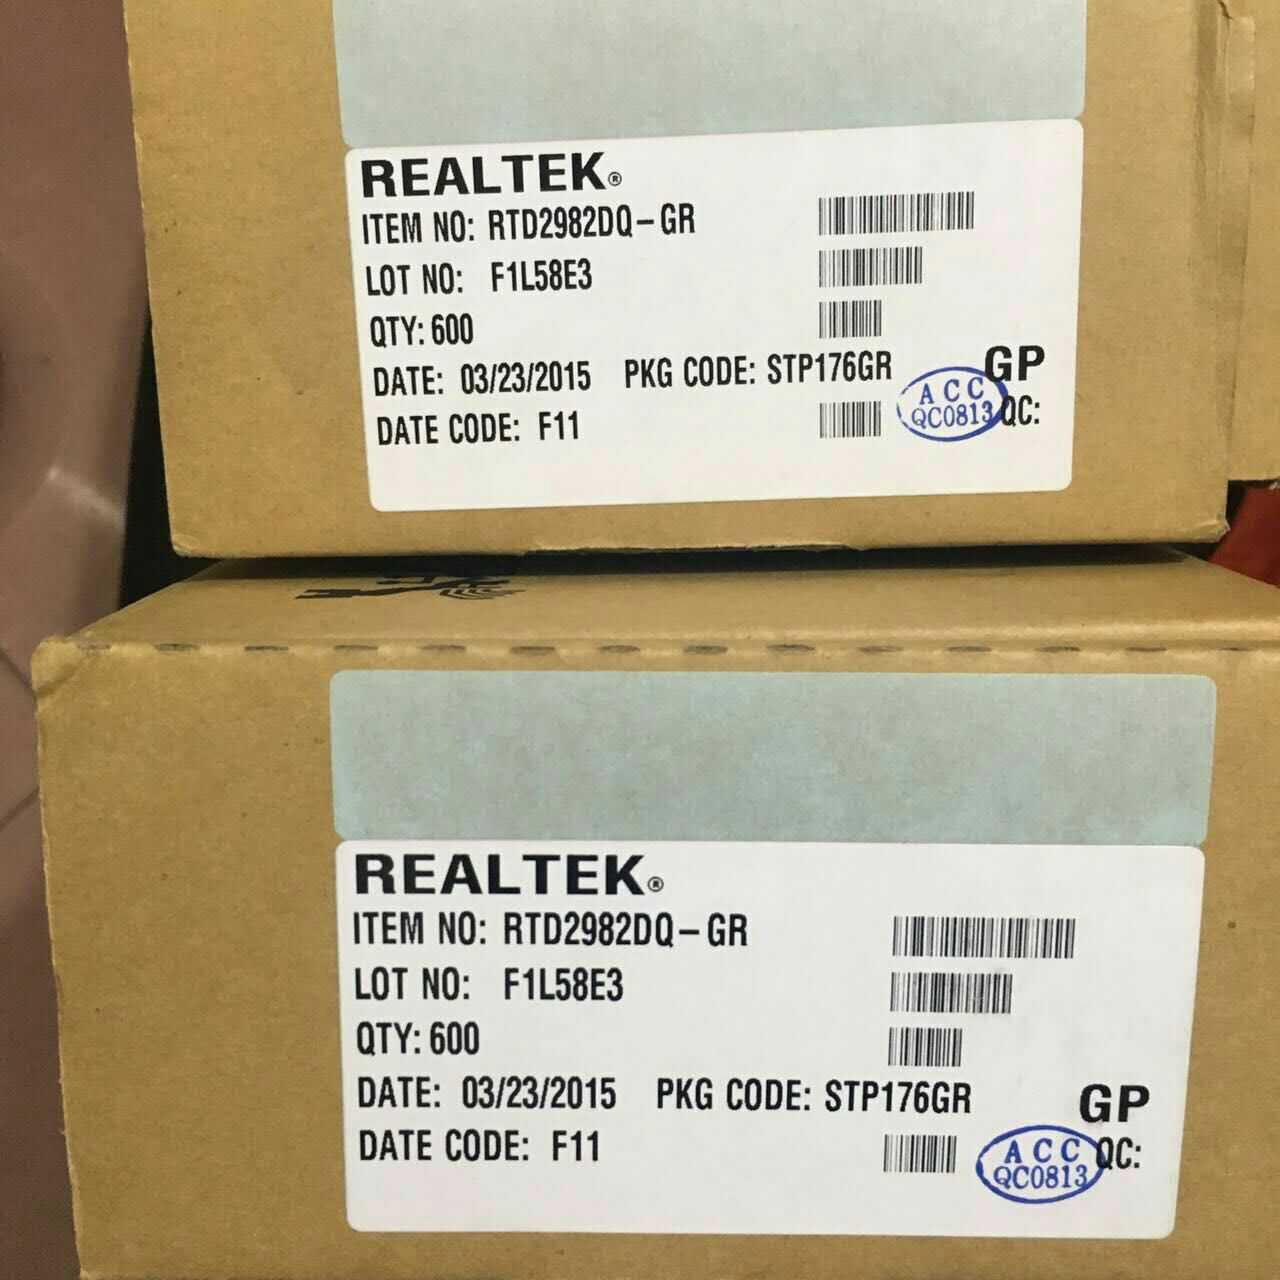 REALTEK®
ITEM NO: RTD2982DQ-GR
LOT NO: F1L58E3
QTY: 600
DATE: 03/23/2015 PKG CODE: STP176GR GP
DATE CODE: F11 QC:
ACC
QC0813
REALTEK®
ITEM NO: RTD2982DQ-GR
LOT NO: F1L58E3
QTY: 600
DATE: 03/23/2015 PKG CODE: STP176GR GP
DATE CODE: F11 QC:
ACC
QC0813